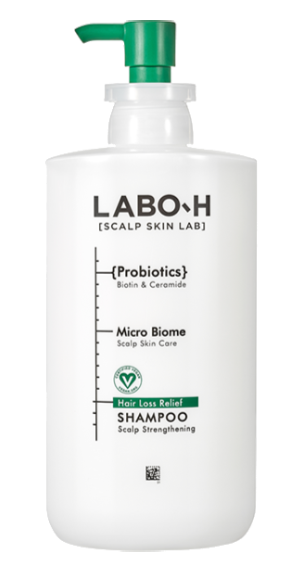 LABO-H
[SCALP SKIN LAB]
{Probiotics}
Biotin & Ceramide
Micro Biome
Scalp Skin Care
Hair Loss Relief
SHAMPOO
Scalp Strengthening